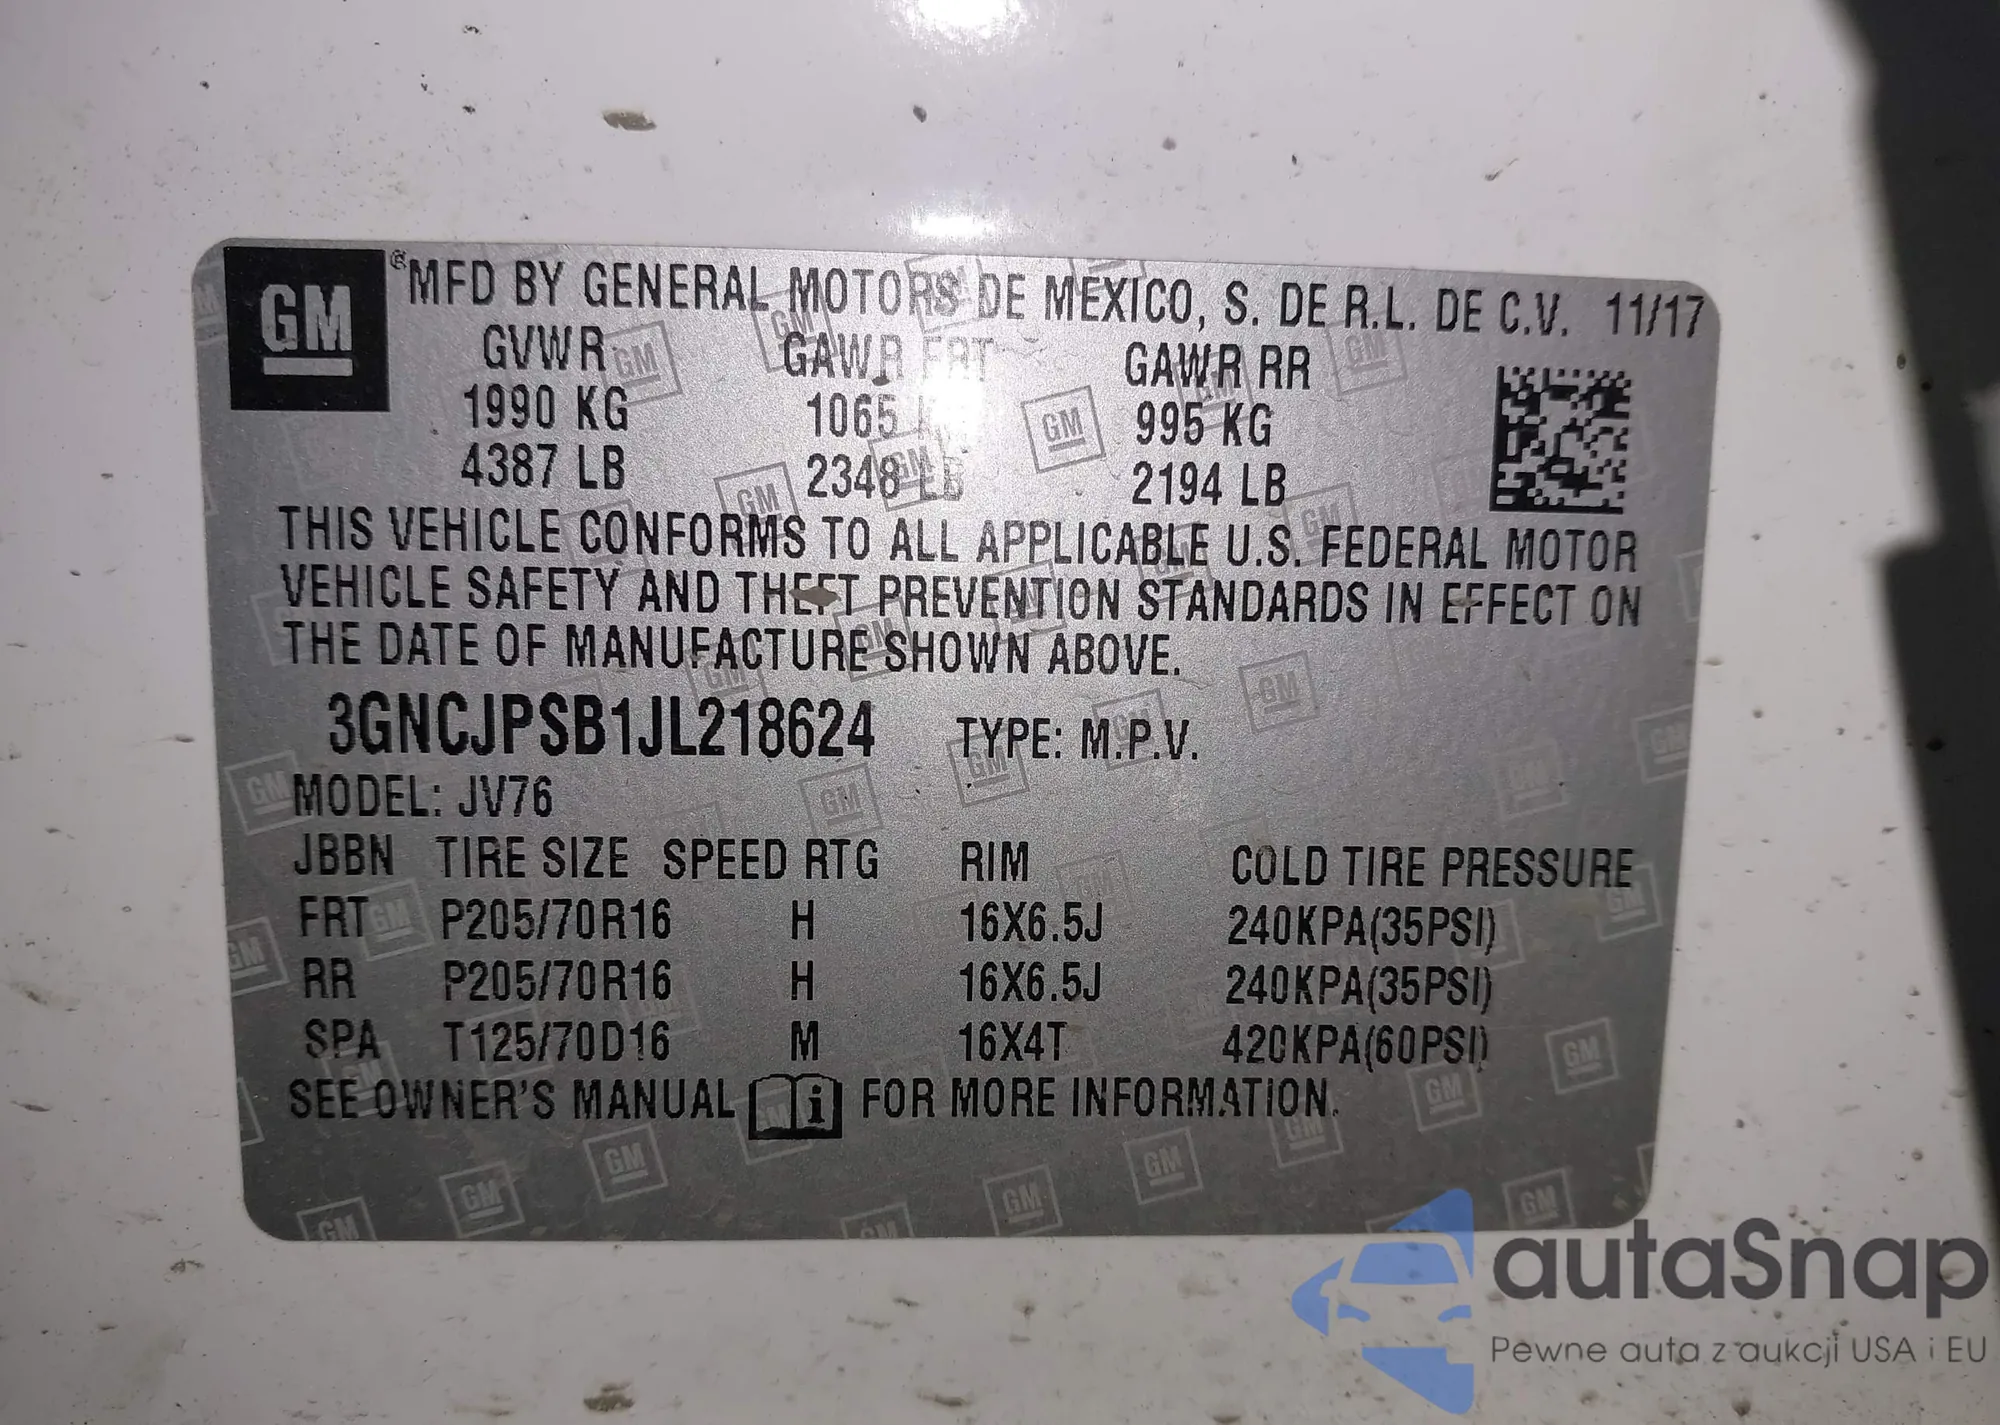 GM ® MFD BY GENERAL MOTORS DE MEXICO, S. DE R.L. DE C.V. 11/17
GVWR GAWR FRT GAWR RR
1990 KG 1065 KG 995 KG
4387 LB 2348 LB 2194 LB
THIS VEHICLE CONFORMS TO ALL APPLICABLE U.S. FEDERAL MOTOR
VEHICLE SAFETY AND THEFT PREVENTION STANDARDS IN EFFECT ON
THE DATE OF MANUFACTURE SHOWN ABOVE.
3GNCJPSB1JL218624 TYPE: M.P.V.
MODEL: JV76
JBBN TIRE SIZE SPEED RTG RIM COLD TIRE PRESSURE
FRT P205/70R16 H 16X6.5J 240KPA(35PSI)
RR P205/70R16 H 16X6.5J 240KPA(35PSI)
SPA T125/70D16 M 16X4T 420KPA(60PSI)
SEE OWNER'S MANUAL i FOR MORE INFORMATION.
autaSnap
Pewne auta z aukcji USA i EU